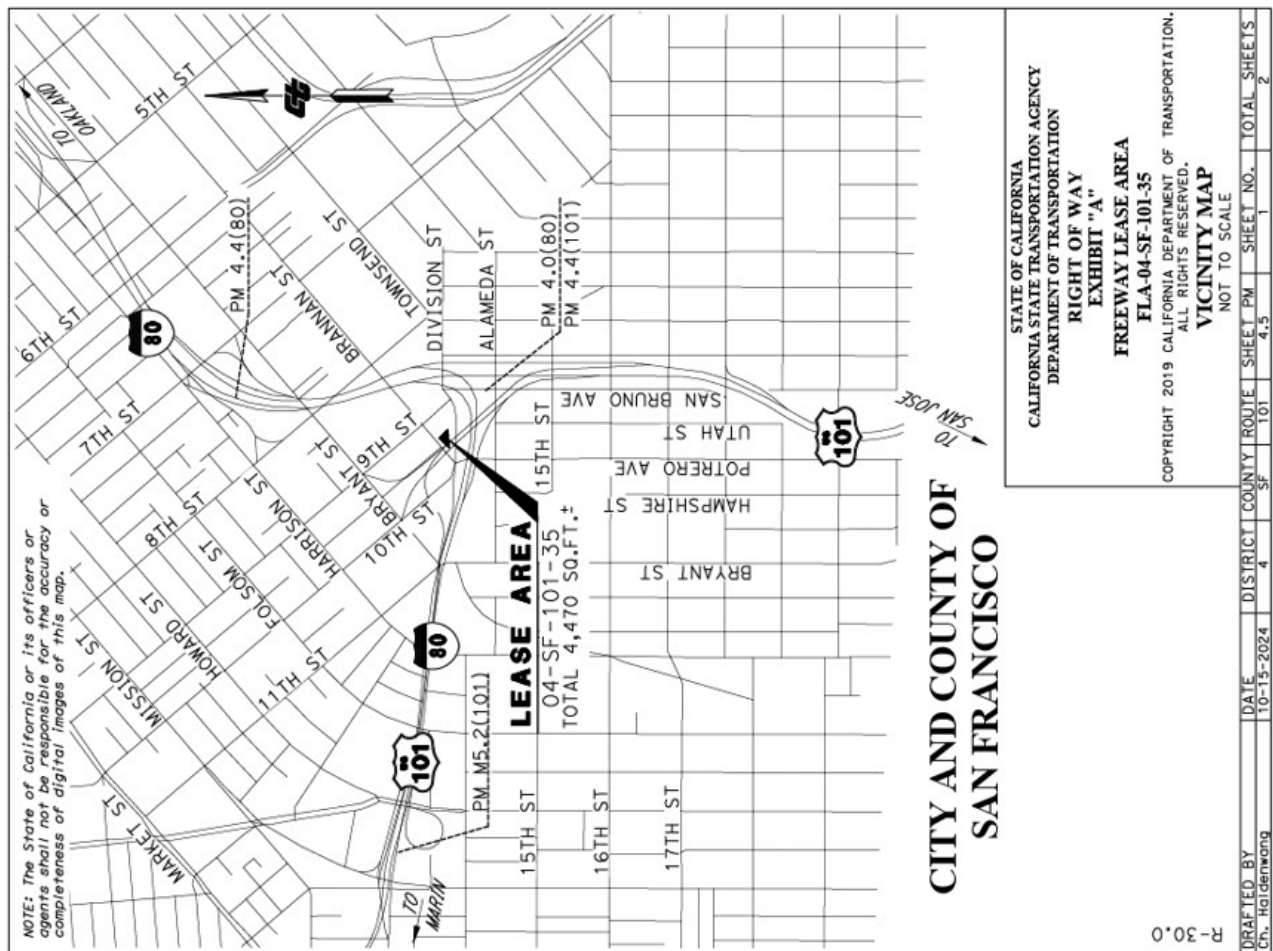 NOTE: The State of California or its officers or
agents shall not be responsible for the accuracy or
completeness of digital images of this map.
TO
OAKLAND
5TH ST
6TH ST
7TH ST
8TH ST
9TH ST
10TH ST
11TH ST
MARKET ST
MISSION ST
HOWARD ST
FOLSOM ST
HARRISON ST
BRYANT ST
BRANNAN ST
TOWNSEND ST
80
PM 4.4(80)
DIVISION ST
ALAMEDA ST
PM 4.0(80)
PM 4.4(101)
15TH ST
SAN BRUNO AVE
UTAH ST
POTRERO AVE
HAMPSHIRE ST
BRYANT ST
US
101
TO
SAN JOSE
80
US
101
PM M5.2(101)
TO
MARIN
LEASE AREA
04-SF-101-35
TOTAL 4,470 SQ.FT.±
15TH ST
16TH ST
17TH ST
CITY AND COUNTY OF
SAN FRANCISCO
STATE OF CALIFORNIA
CALIFORNIA STATE TRANSPORTATION AGENCY
DEPARTMENT OF TRANSPORTATION
RIGHT OF WAY
EXHIBIT "A"
FREEWAY LEASE AREA
FLA-04-SF-101-35
COPYRIGHT 2019 CALIFORNIA DEPARTMENT OF TRANSPORTATION.
ALL RIGHTS RESERVED.
VICINITY MAP
NOT TO SCALE
R-30.0
DRAFTED BY DATE DISTRICT COUNTY ROUTE SHEET PM SHEET NO. TOTAL SHEETS
Ch. Haldenwang 10-15-2024 4 SF 101 4.5 1 2